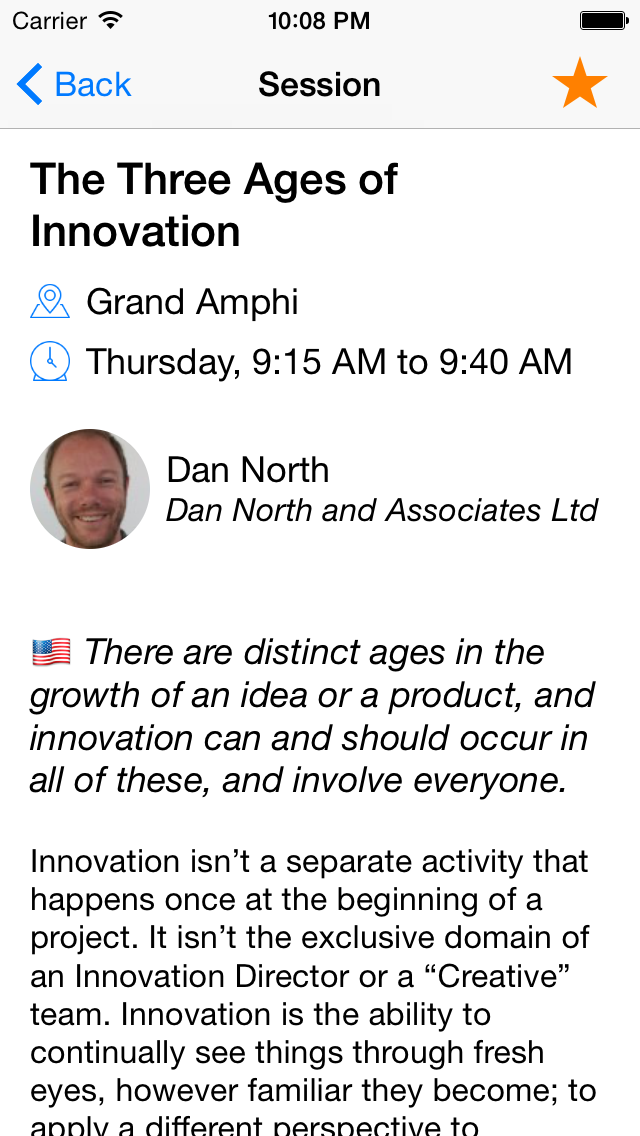 Carrier 10:08 PM
Back Session
The Three Ages of
Innovation
Grand Amphi
Thursday, 9:15 AM to 9:40 AM
Dan North
Dan North and Associates Ltd
There are distinct ages in the
growth of an idea or a product, and
innovation can and should occur in
all of these, and involve everyone.
Innovation isn’t a separate activity that
happens once at the beginning of a
project. It isn’t the exclusive domain of
an Innovation Director or a “Creative”
team. Innovation is the ability to
continually see things through fresh
eyes, however familiar they become; to
apply a different perspective to